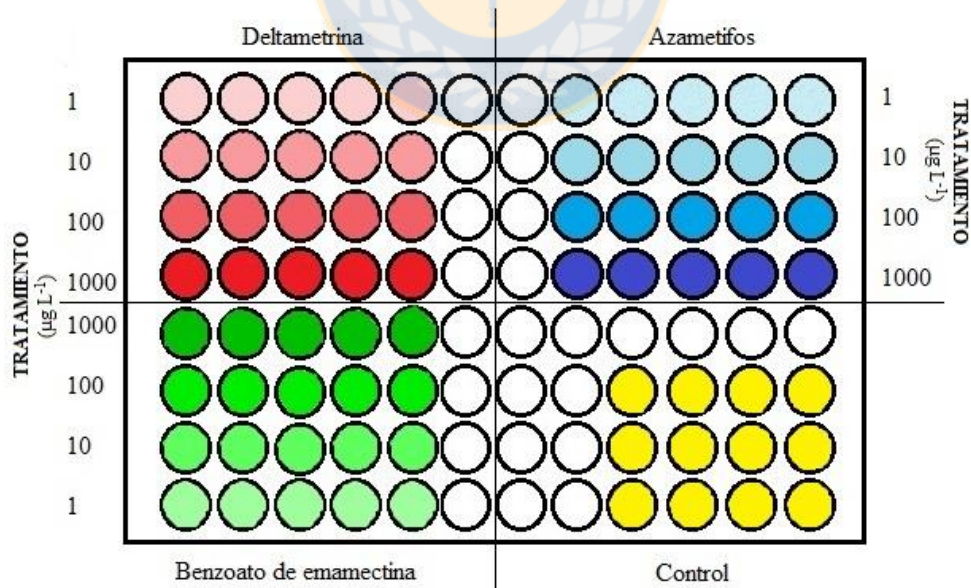 Deltametrina
Azametifos
1
10
100
1000
1
10
100
1000
TRATAMIENTO
(µg L⁻¹)
TRATAMIENTO
(µg L⁻¹)
1000
100
10
1
Benzoato de emamectina
Control